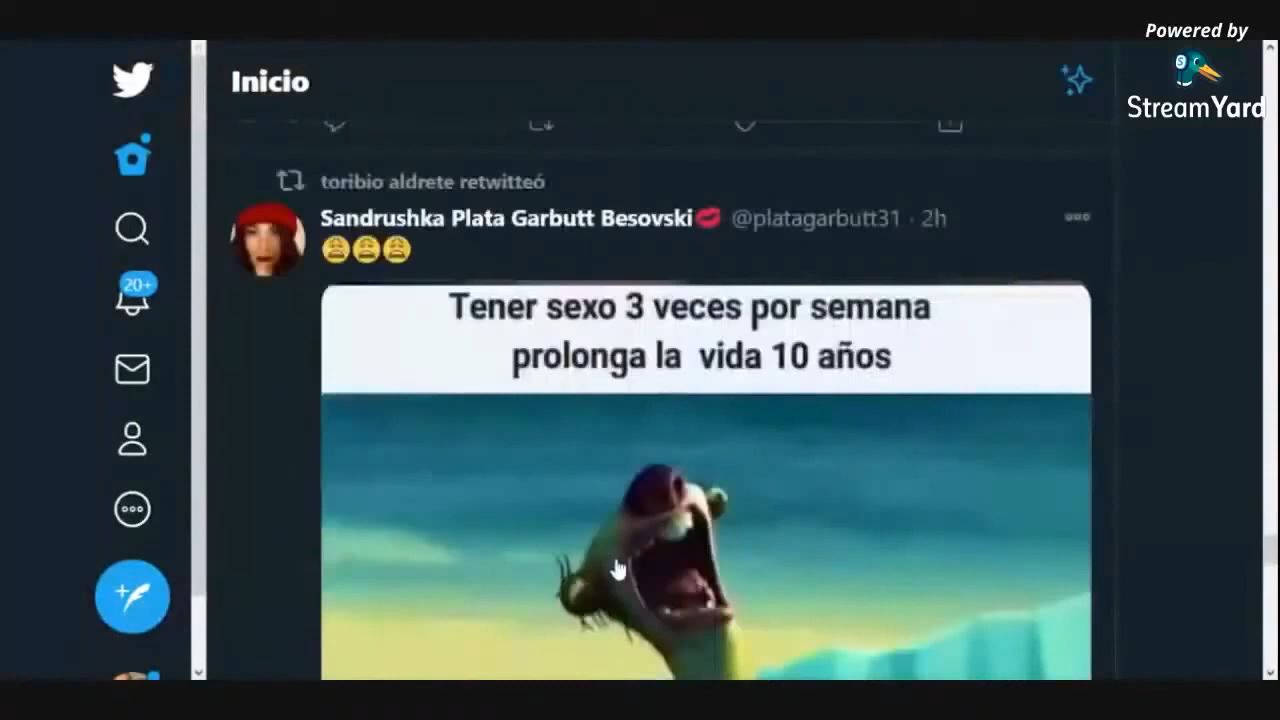 Powered by
StreamYard
Inicio
toribio aldrete retwitteó
Sandrushka Plata Garbutt Besovski💋 @platagarbutt31 · 2h
😩😩😩
20+
Tener sexo 3 veces por semana
prolonga la vida 10 años